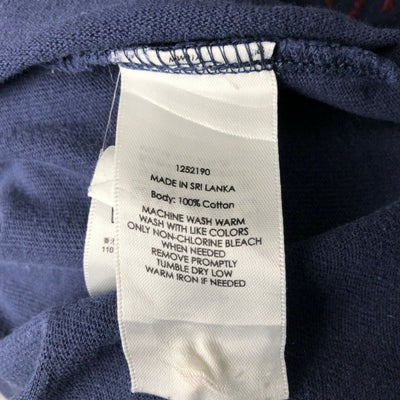 1252190
MADE IN SRI LANKA
Body: 100% Cotton
MACHINE WASH WARM
WASH WITH LIKE COLORS
ONLY NON-CHLORINE BLEACH
WHEN NEEDED
REMOVE PROMPTLY
TUMBLE DRY LOW
WARM IRON IF NEEDED